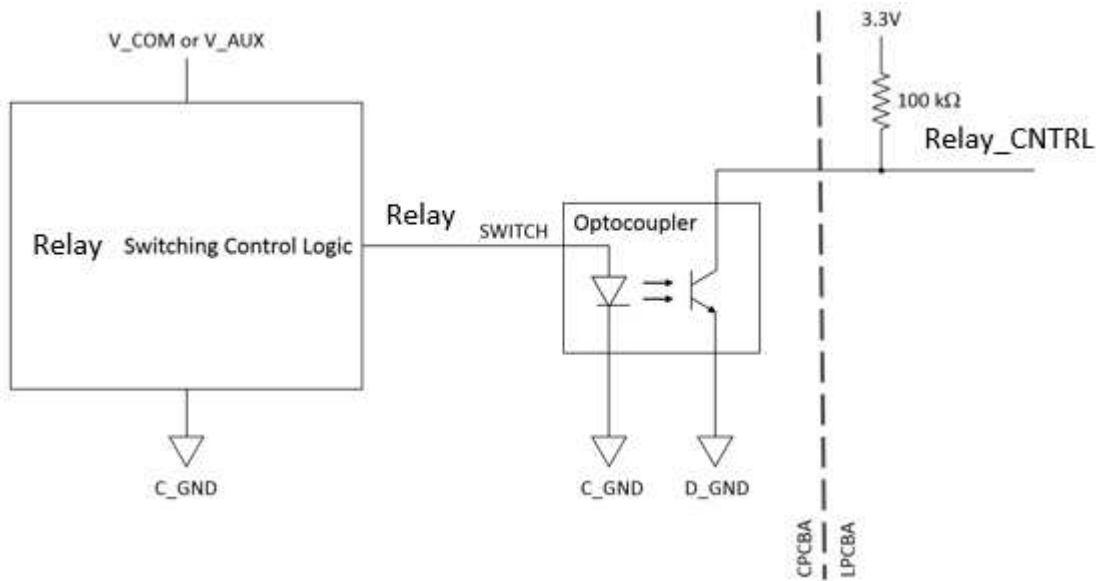 3.3V
V_COM or V_AUX
100 kΩ
Relay_CNTRL
Relay
Optocoupler
SWITCH
Relay Switching Control Logic
C_GND
C_GND
D_GND
CPCBA
LPCBA